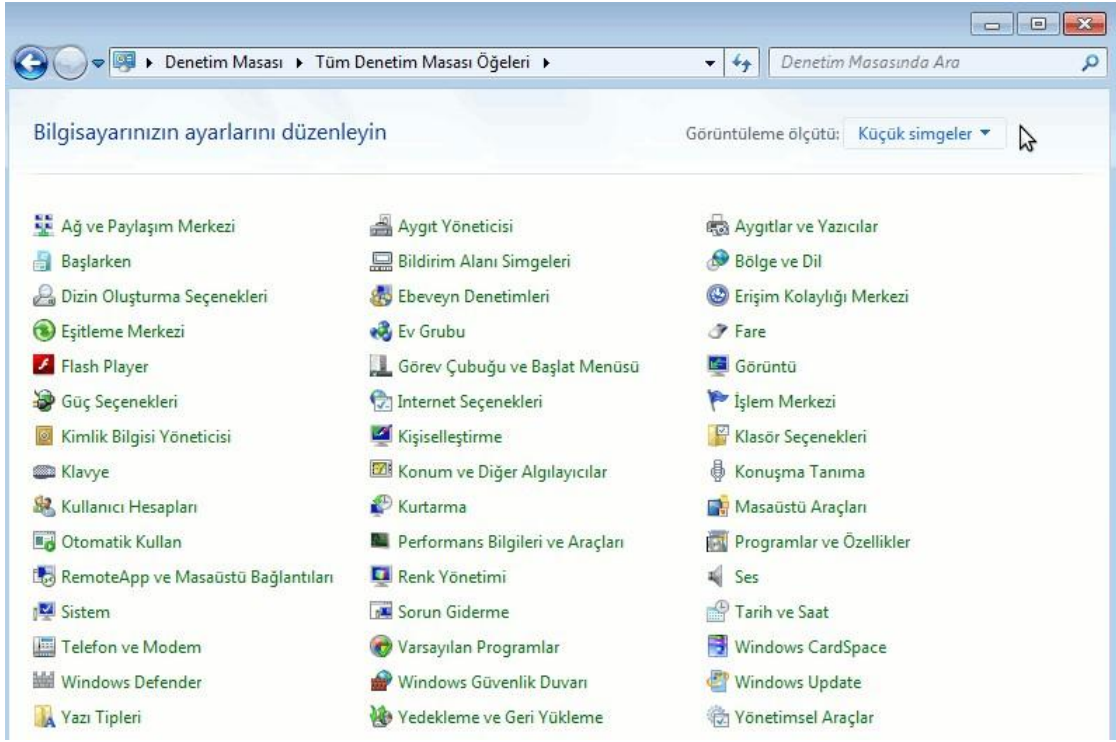 Denetim Masası Tüm Denetim Masası Öğeleri Denetim Masasında Ara
Bilgisayarınızın ayarlarını düzenleyin Görüntüleme ölçütü: Küçük simgeler
Ağ ve Paylaşım Merkezi Aygıt Yöneticisi Aygıtlar ve Yazıcılar
Başlarken Bildirim Alanı Simgeleri Bölge ve Dil
Dizin Oluşturma Seçenekleri Ebeveyn Denetimleri Erişim Kolaylığı Merkezi
Eşitleme Merkezi Ev Grubu Fare
Flash Player Görev Çubuğu ve Başlat Menüsü Görüntü
Güç Seçenekleri Internet Seçenekleri İşlem Merkezi
Kimlik Bilgisi Yöneticisi Kişiselleştirme Klasör Seçenekleri
Klavye Konum ve Diğer Algılayıcılar Konuşma Tanıma
Kullanıcı Hesapları Kurtarma Masaüstü Araçları
Otomatik Kullan Performans Bilgileri ve Araçları Programlar ve Özellikler
RemoteApp ve Masaüstü Bağlantıları Renk Yönetimi Ses
Sistem Sorun Giderme Tarih ve Saat
Telefon ve Modem Varsayılan Programlar Windows CardSpace
Windows Defender Windows Güvenlik Duvarı Windows Update
Yazı Tipleri Yedekleme ve Geri Yükleme Yönetimsel Araçlar